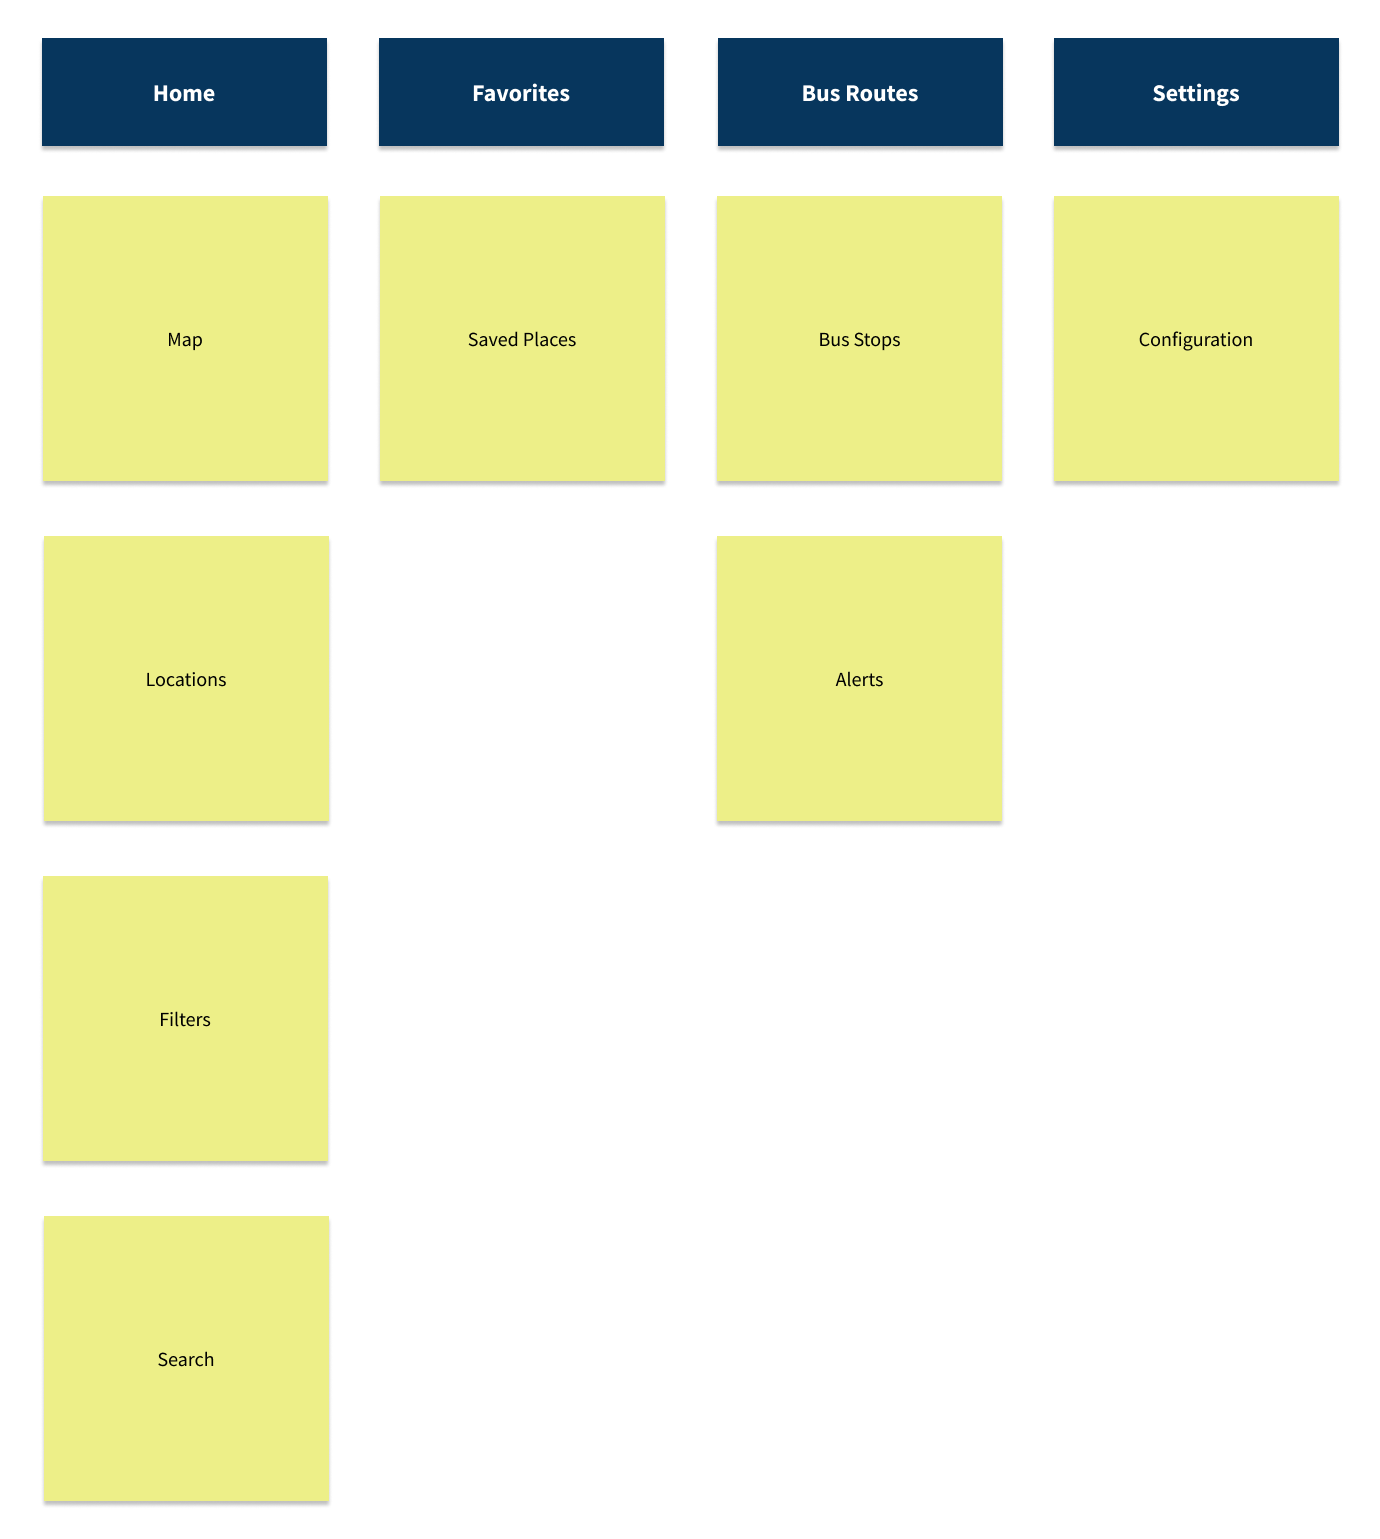 Home
Favorites
Bus Routes
Settings
Map
Saved Places
Bus Stops
Configuration
Locations
Alerts
Filters
Search